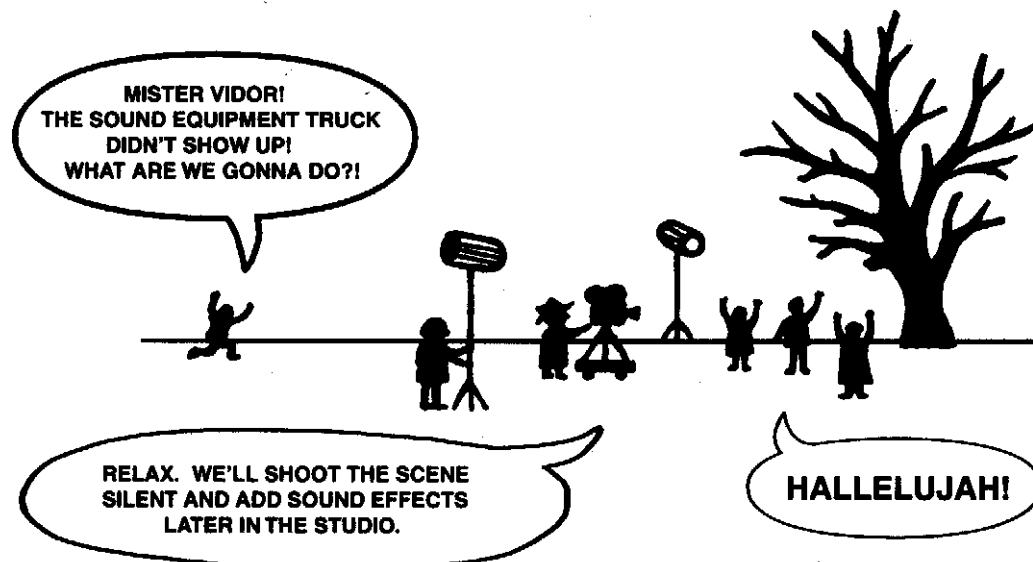 MISTER VIDOR!
THE SOUND EQUIPMENT TRUCK
DIDN'T SHOW UP!
WHAT ARE WE GONNA DO?!
RELAX. WE'LL SHOOT THE SCENE
SILENT AND ADD SOUND EFFECTS
LATER IN THE STUDIO.
HALLELUJAH!